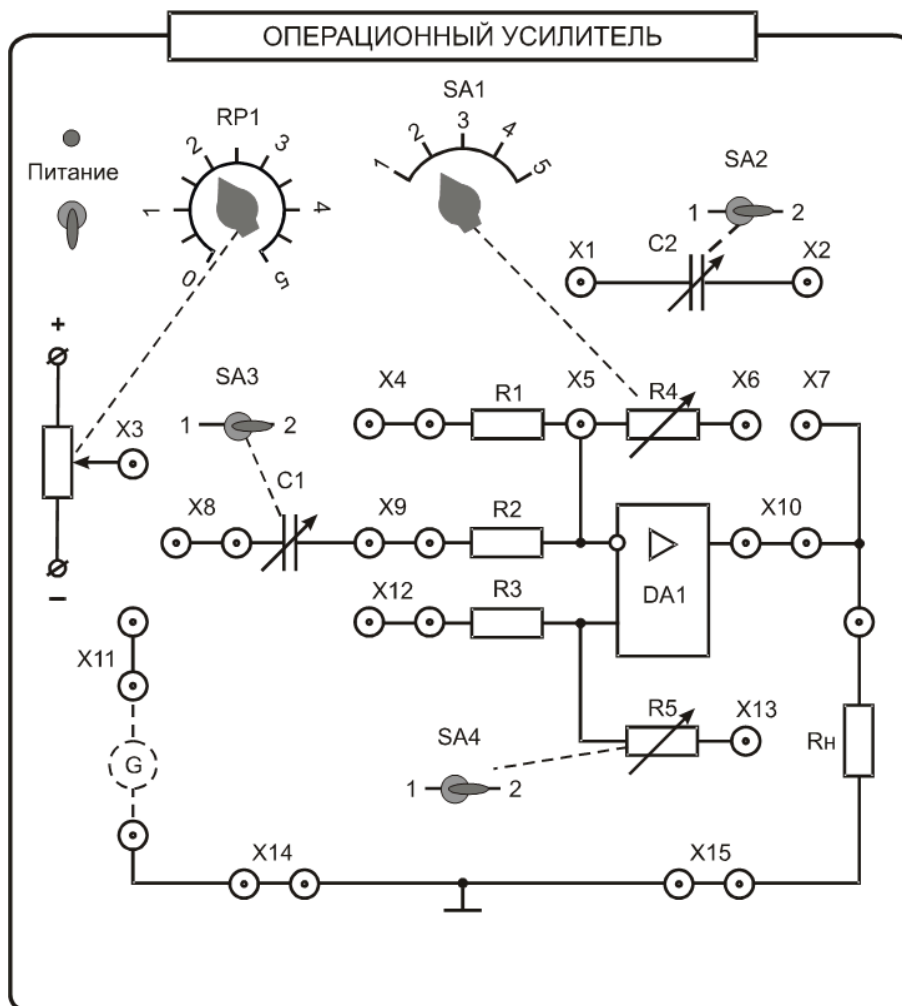 ОПЕРАЦИОННЫЙ УСИЛИТЕЛЬ
SA1
RP1
Питание
0 1 2 3 4 5
1 2 3 4 5
SA2
1 2
X1 C2 X2
+
SA3
1 2
X4 R1 X5 R4 X6 X7
X3
C1
X8 X9 R2 X10
DA1
–
X12 R3
X11
R5 X13
SA4
1 2
G
Rн
X14 X15